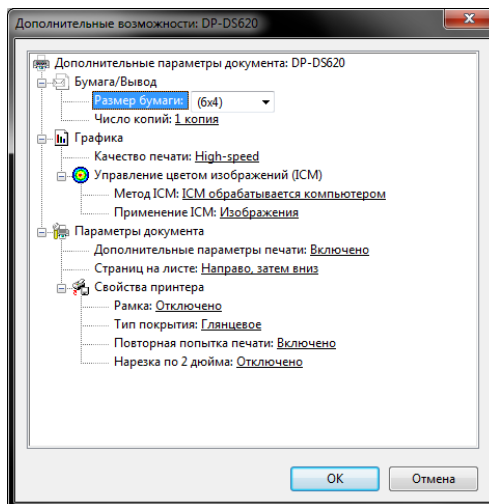 Дополнительные возможности: DP-DS620
Дополнительные параметры документа: DP-DS620
Бумага/Вывод
Размер бумаги: (6x4)
Число копий: 1 копия
Графика
Качество печати: High-speed
Управление цветом изображений (ICM)
Метод ICM: ICM обрабатывается компьютером
Применение ICM: Изображения
Параметры документа
Дополнительные параметры печати: Включено
Страниц на листе: Направо, затем вниз
Свойства принтера
Рамка: Отключено
Тип покрытия: Глянцевое
Повторная попытка печати: Включено
Нарезка по 2 дюйма: Отключено
OK Отмена